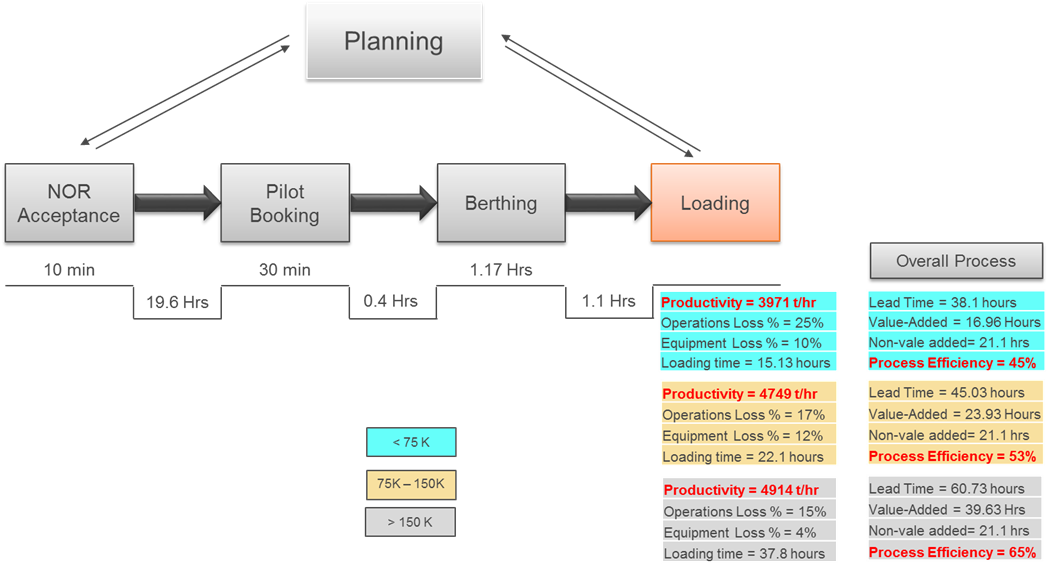 Planning
NOR
Acceptance
Pilot
Booking
Berthing
Loading
10 min
30 min
1.17 Hrs
19.6 Hrs
0.4 Hrs
1.1 Hrs
Productivity = 3971 t/hr
Operations Loss % = 25%
Equipment Loss % = 10%
Loading time = 15.13 hours
Productivity = 4749 t/hr
Operations Loss % = 17%
Equipment Loss % = 12%
Loading time = 22.1 hours
Productivity = 4914 t/hr
Operations Loss % = 15%
Equipment Loss % = 4%
Loading time = 37.8 hours
Overall Process
Lead Time = 38.1 hours
Value-Added = 16.96 Hours
Non-vale added= 21.1 hrs
Process Efficiency = 45%
Lead Time = 45.03 hours
Value-Added = 23.93 Hours
Non-vale added= 21.1 hrs
Process Efficiency = 53%
Lead Time = 60.73 hours
Value-Added = 39.63 Hrs
Non-vale added= 21.1 hrs
Process Efficiency = 65%
< 75 K
75K – 150K
> 150 K